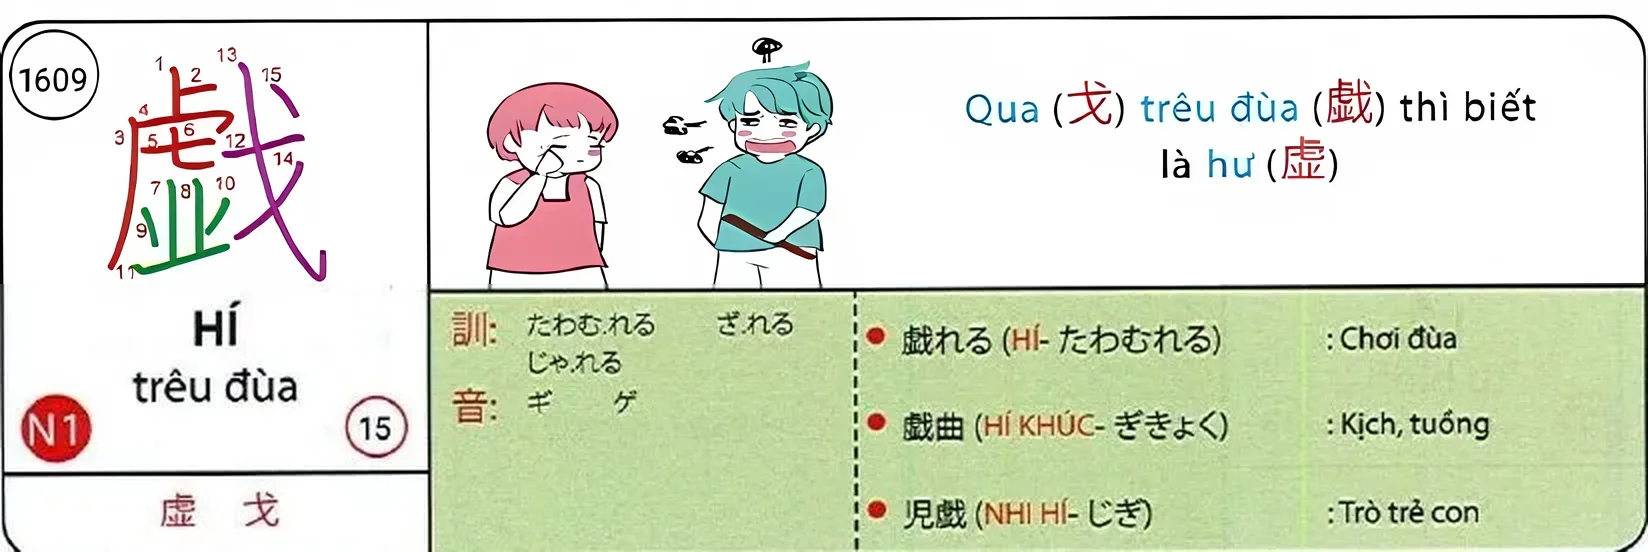 1609
戯
1
2
3
4
5
6
7
8
9
10
11
12
13
14
15
HÍ
trêu đùa
N1
15
虚 戈
Qua (戈) trêu đùa (戯) thì biết
là hư (虚)
訓: たわむ.れる ざ.れる
じゃ.れる
音: ギ ゲ
戯れる (HÍ- たわむれる) : Chơi đùa
戯曲 (HÍ KHÚC- ぎきょく) : Kịch, tuồng
児戯 (NHI HÍ- じぎ) : Trò trẻ con